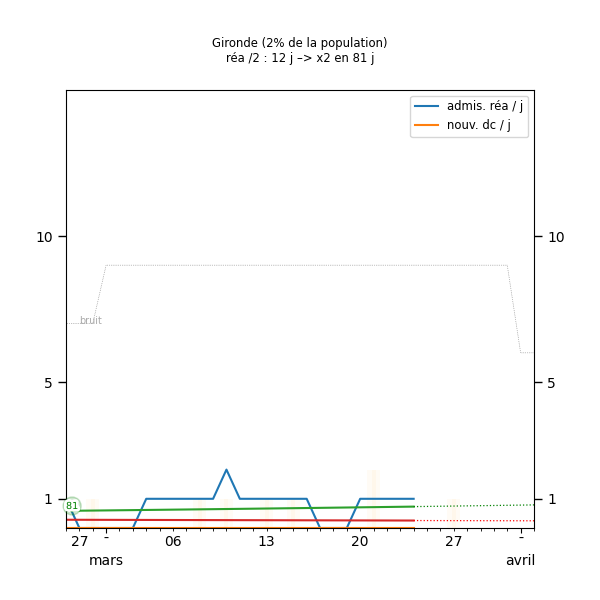 Gironde (2% de la population)
réa /2 : 12 j –> x2 en 81 j
admis. réa / j
nouv. dc / j
10 10
bruit
5 5
1 1
81
27 - 06 13 20 27 -
mars avril